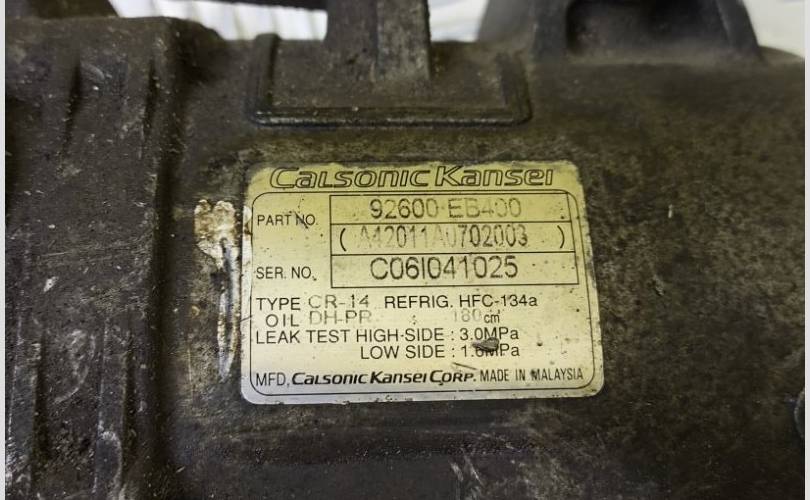 Calsonic Kansei
PART NO. 92600-EB400
( A42011A0702003 )
SER. NO. C06I041025
TYPE CR-14 REFRIG. HFC-134a
OIL DH-PR : 180cm³
LEAK TEST HIGH-SIDE : 3.0MPa
LOW SIDE : 1.6MPa
MFD. Calsonic Kansei Corp. MADE IN MALAYSIA